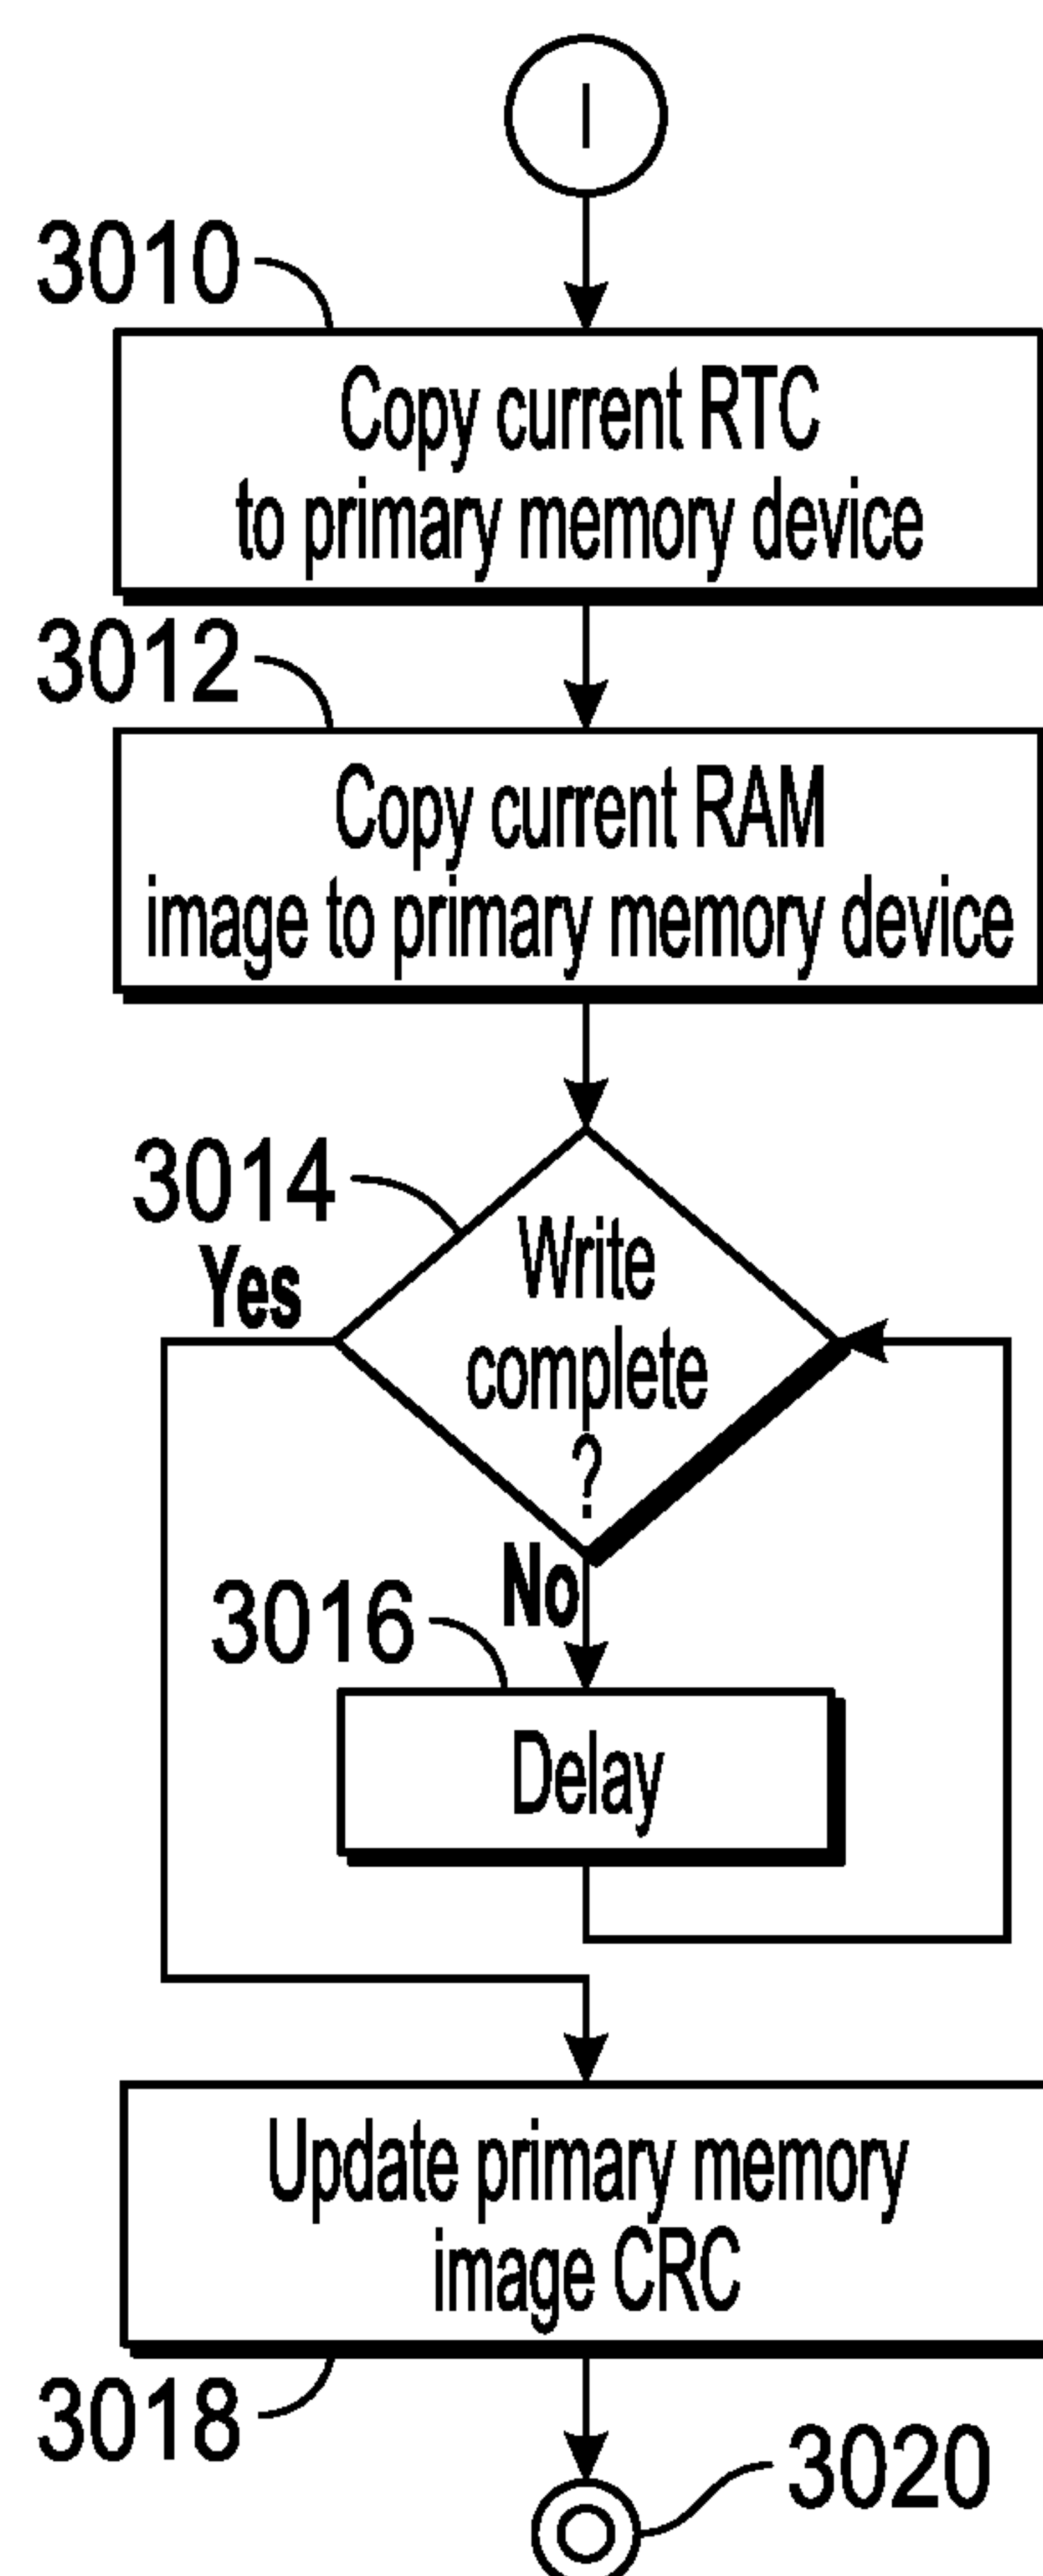 I
3010
Copy current RTC
to primary memory device
3012
Copy current RAM
image to primary memory device
3014
Yes
Write
complete
?
No
3016
Delay
Update primary memory
image CRC
3018
3020